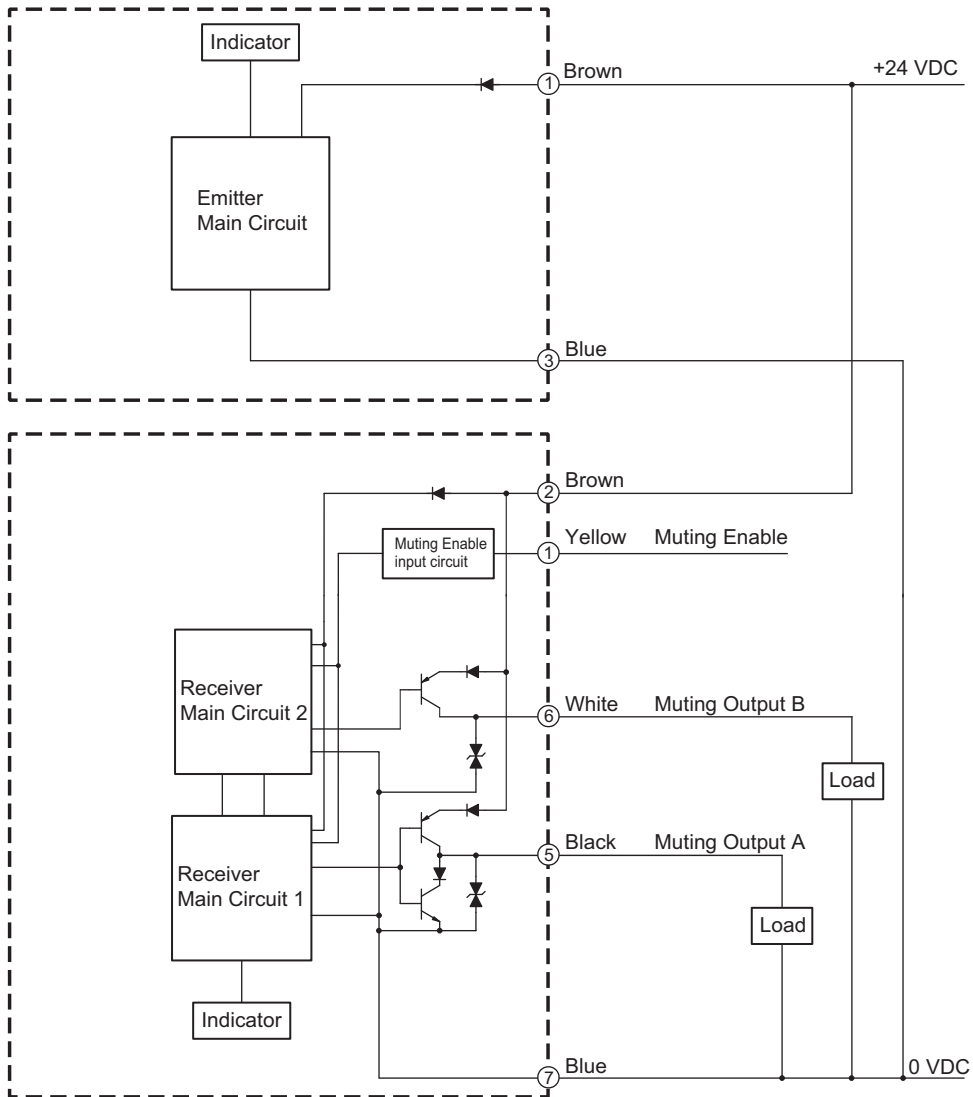 Indicator
① Brown
+24 VDC
Emitter
Main Circuit
③ Blue
② Brown
Muting Enable
input circuit
① Yellow Muting Enable
Receiver
Main Circuit 2
⑥ White Muting Output B
Load
Receiver
Main Circuit 1
⑤ Black Muting Output A
Load
Indicator
⑦ Blue
0 VDC